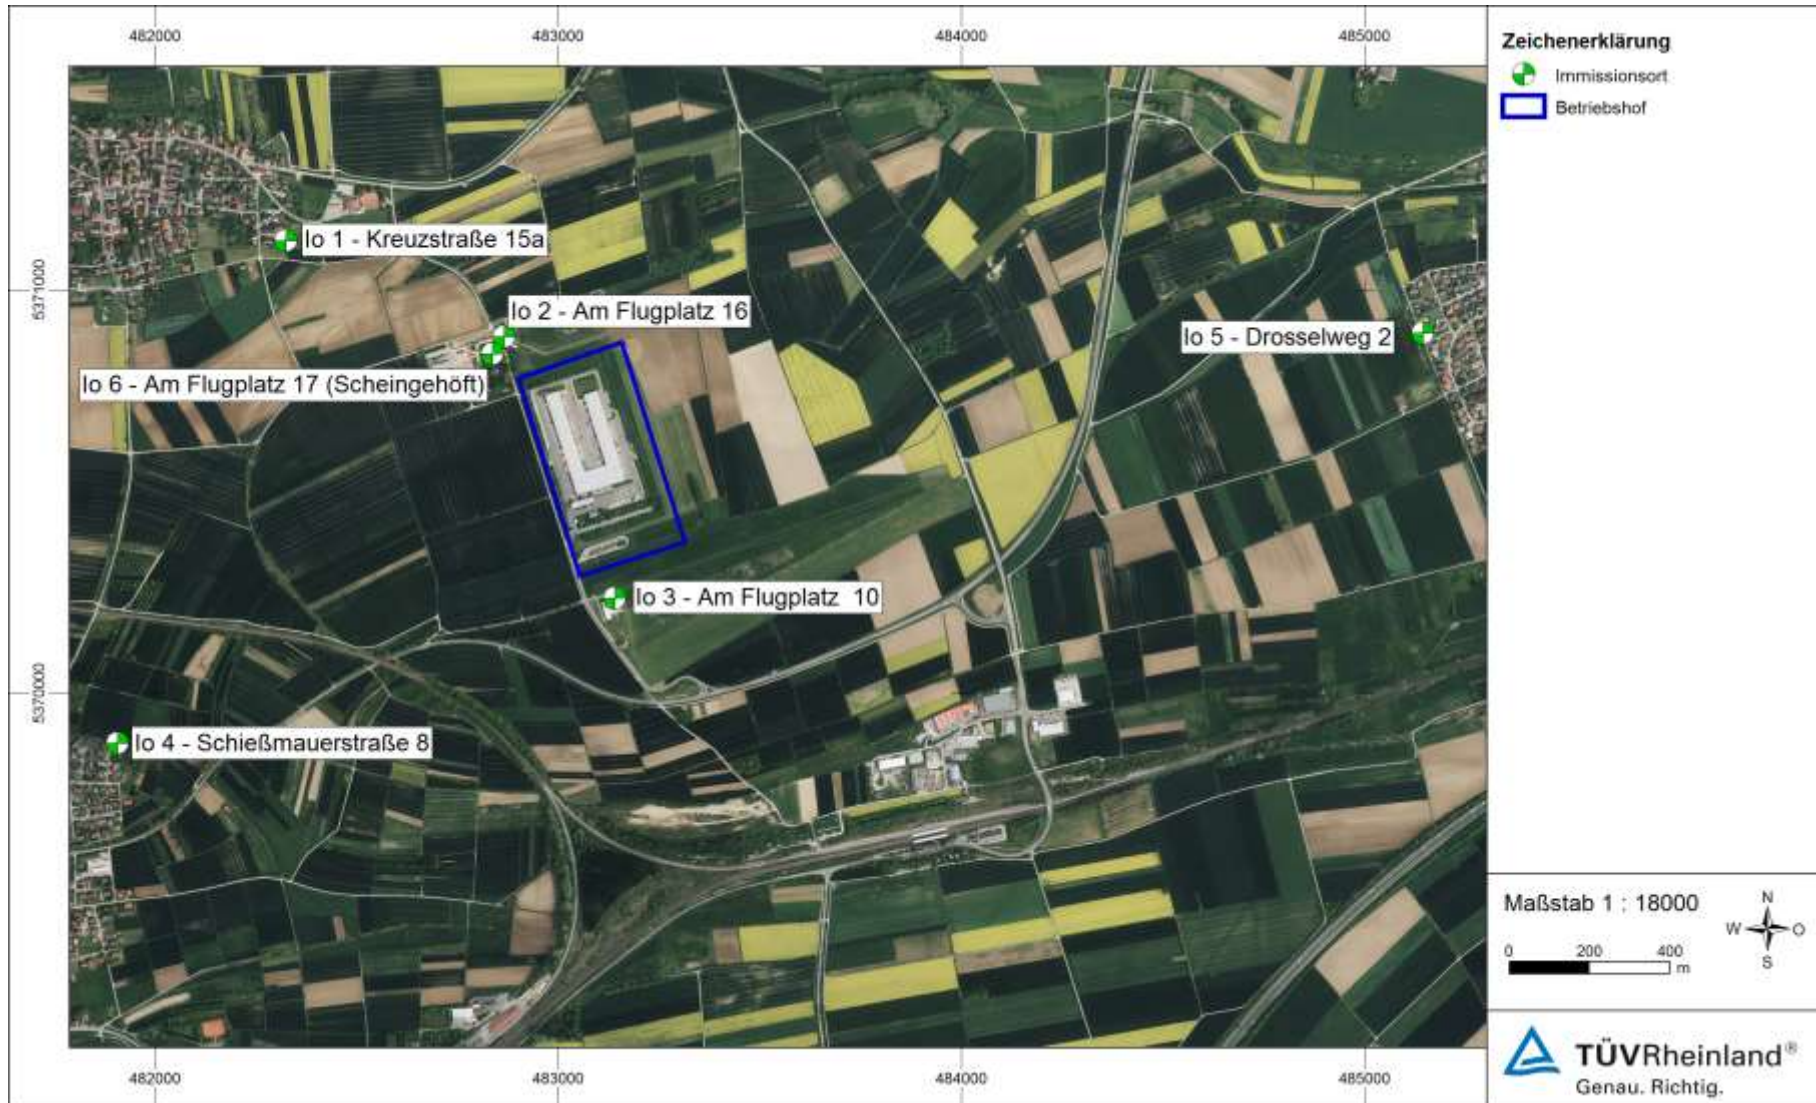 482000
483000
484000
485000
5371000
5370000
Io 1 - Kreuzstraße 15a
Io 2 - Am Flugplatz 16
Io 5 - Drosselweg 2
Io 6 - Am Flugplatz 17 (Scheingehöft)
Io 3 - Am Flugplatz 10
Io 4 - Schießmauerstraße 8
482000
483000
484000
485000
Zeichenerklärung
Immissionsort
Betriebshof
Maßstab 1 : 18000
0 200 400
m
N
W O
S
TÜVRheinland®
Genau. Richtig.